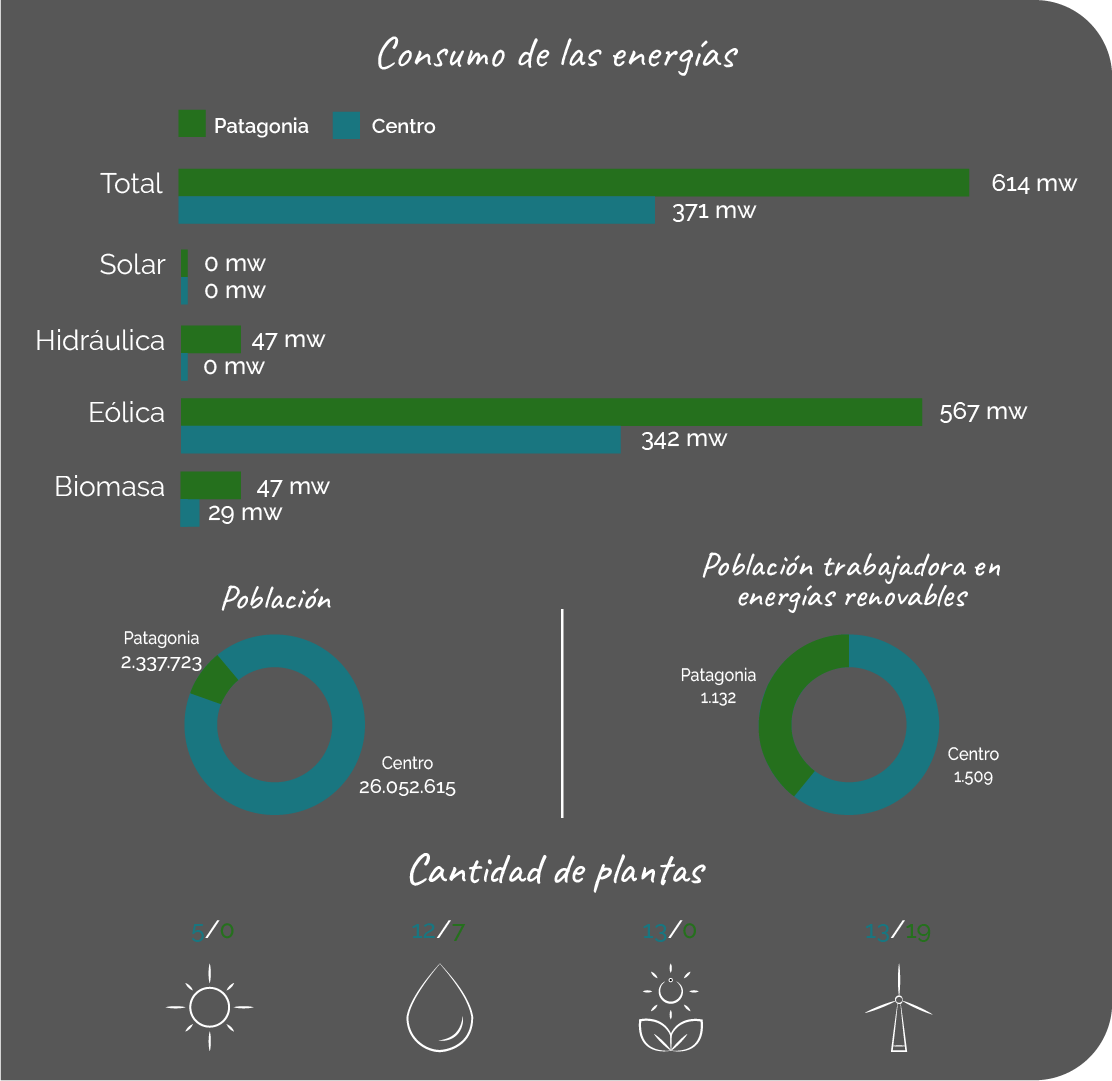 Consumo de las energías
Patagonia Centro
Total 614 mw
371 mw
Solar 0 mw
0 mw
Hidráulica 47 mw
0 mw
Eólica 567 mw
342 mw
Biomasa 47 mw
29 mw
Población
Patagonia
2.337.723
Centro
26.052.615
Población trabajadora en
energías renovables
Patagonia
1.132
Centro
1.509
Cantidad de plantas
5/0 12/7 13/0 13/19